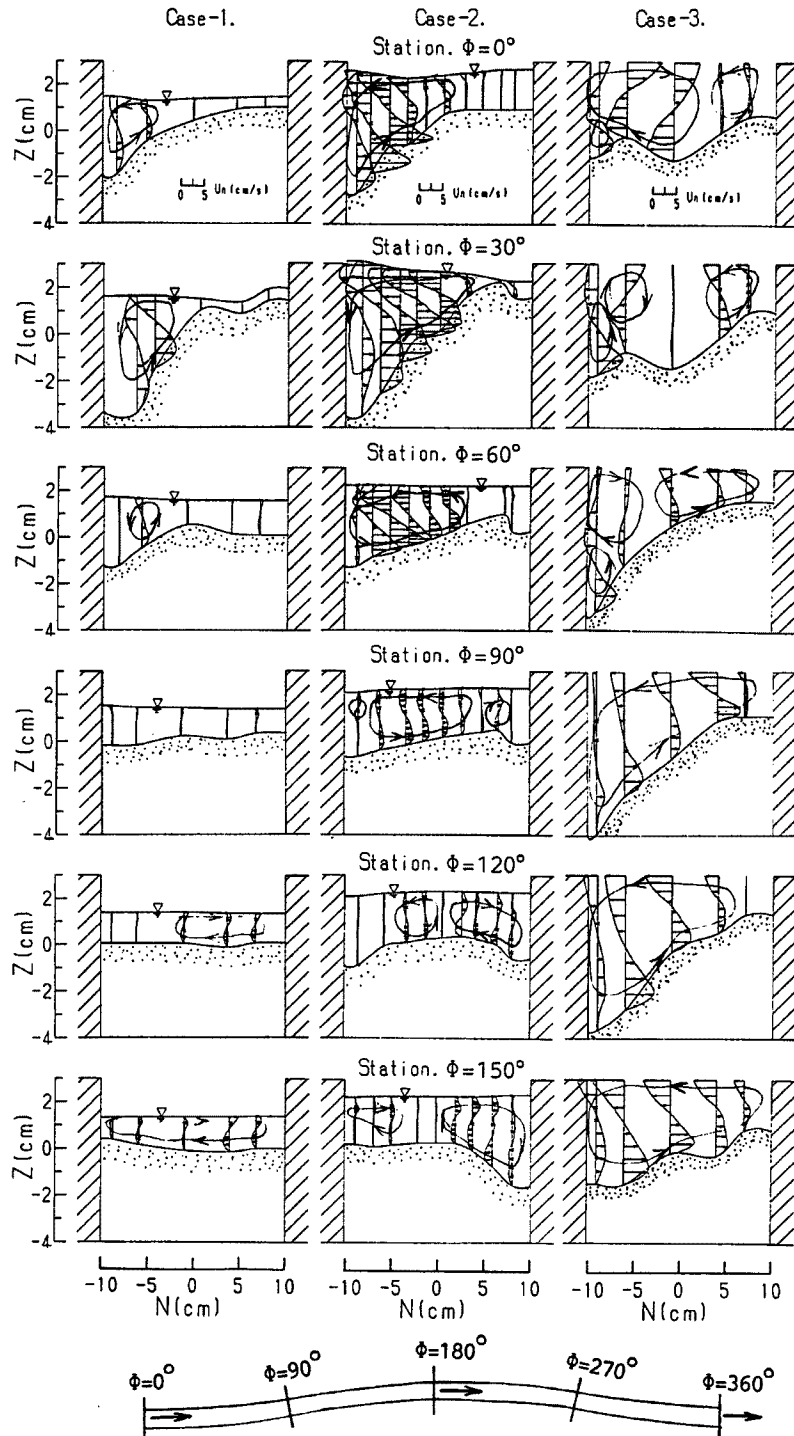 Case-1. Case-2. Case-3.
Station. Φ=0°
Z(cm) 2 0 -2 -4
0 5 Un(cm/s) 0 5 Un(cm/s) 0 5 Un(cm/s)
Station. Φ=30°
Z(cm) 2 0 -2 -4
Station. Φ=60°
Z(cm) 2 0 -2 -4
Station. Φ=90°
Z(cm) 2 0 -2 -4
Station. Φ=120°
Z(cm) 2 0 -2 -4
Station. Φ=150°
Z(cm) 2 0 -2 -4
-10 -5 0 5 10 -10 -5 0 5 10 -10 -5 0 5 10
N(cm) N(cm) N(cm)
Φ=0° Φ=90° Φ=180° Φ=270° Φ=360°